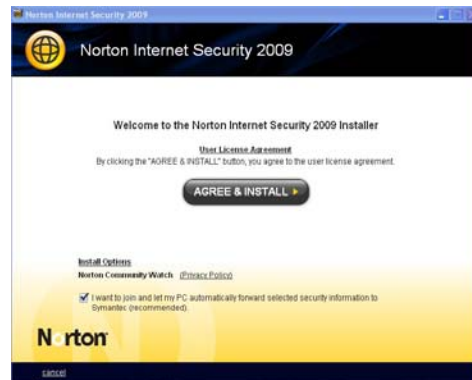 Norton Internet Security 2009
Norton Internet Security 2009
Welcome to the Norton Internet Security 2009 Installer
User License Agreement
By clicking the "AGREE & INSTALL" button, you agree to the user license agreement.
AGREE & INSTALL
Install Options
Norton Community Watch (Privacy Policy)
I want to join and let my PC automatically forward selected security information to
Symantec (recommended).
Norton
cancel